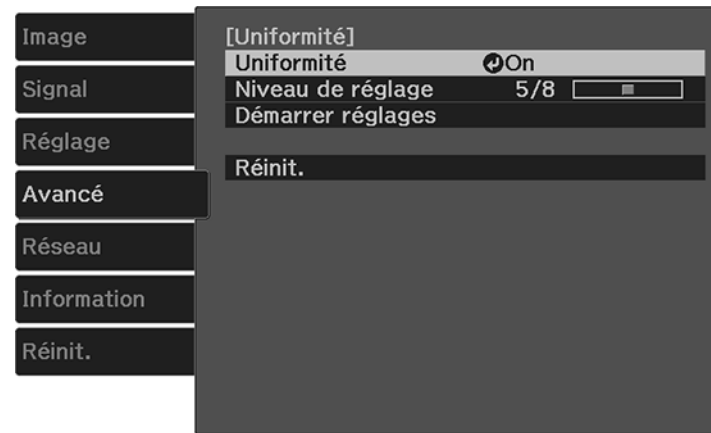 Image
Signal
Réglage
Avancé
Réseau
Information
Réinit.
[Uniformité]
Uniformité On
Niveau de réglage 5/8
Démarrer réglages
Réinit.